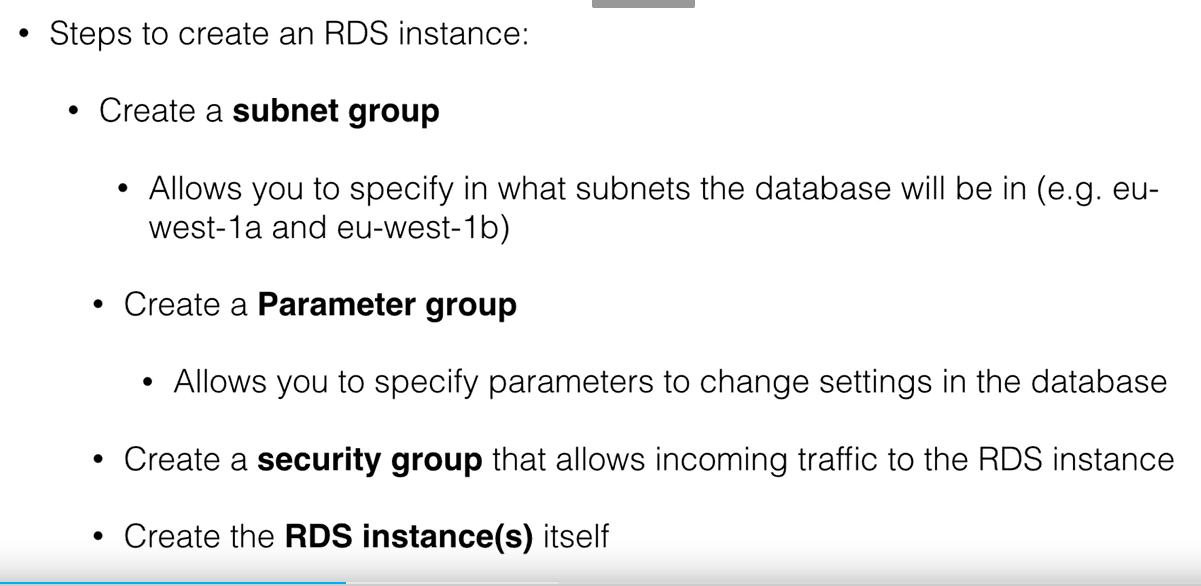 • Steps to create an RDS instance:
• Create a subnet group
• Allows you to specify in what subnets the database will be in (e.g. eu-
west-1a and eu-west-1b)
• Create a Parameter group
• Allows you to specify parameters to change settings in the database
• Create a security group that allows incoming traffic to the RDS instance
• Create the RDS instance(s) itself